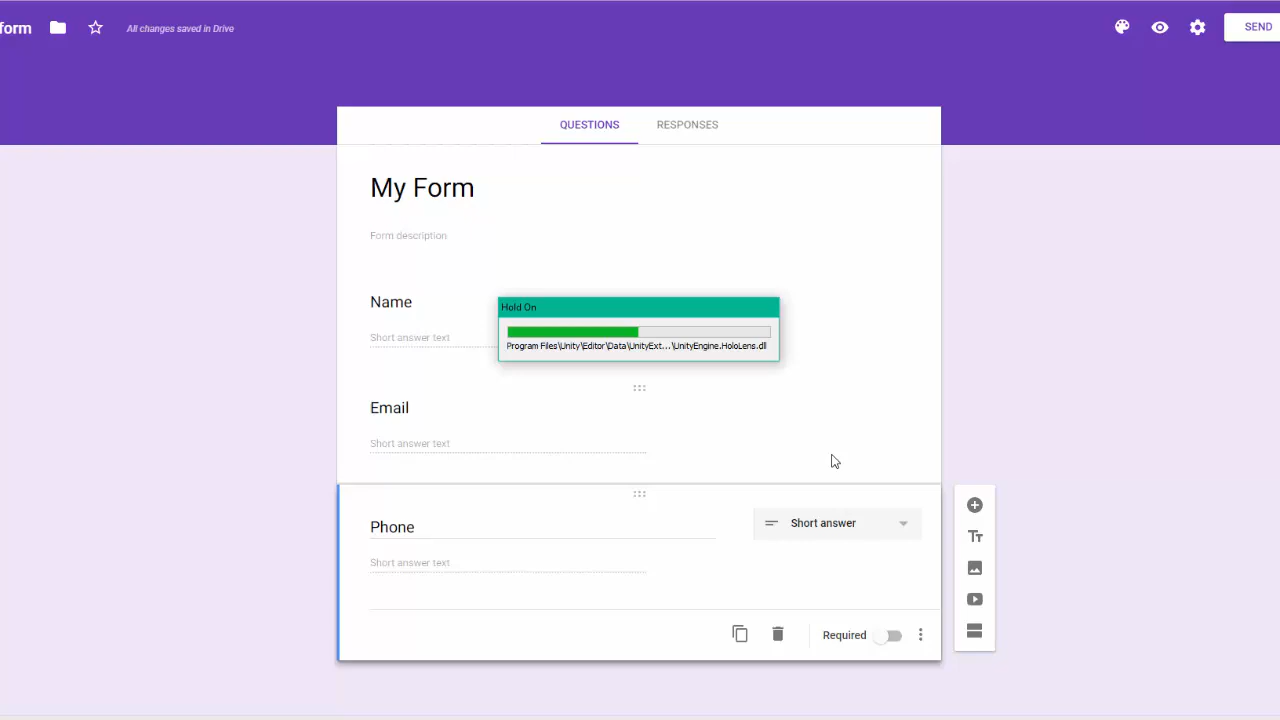 form
All changes saved in Drive
SEND
QUESTIONS
RESPONSES
My Form
Form description
Name
Short answer text
Hold On
Program Files\Unity\Editor\Data\UnityExt...\UnityEngine.HoloLens.dll
Email
Short answer text
Phone
Short answer
Short answer text
Required
Tт